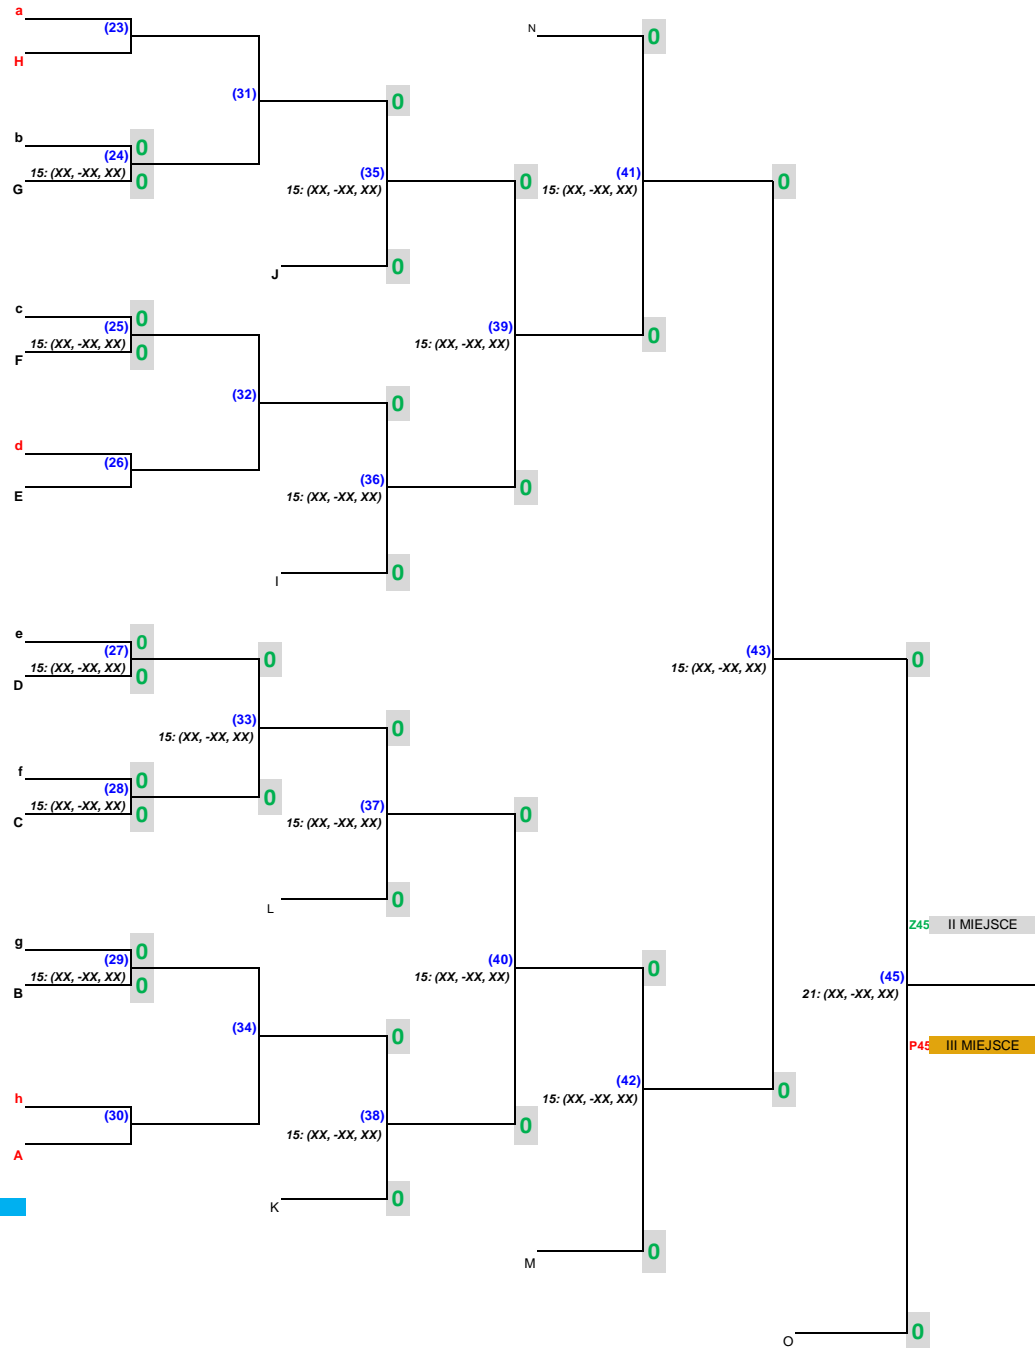 a
(23)
H
N
0
(31)
0
b
0
(24)
15: (XX, -XX, XX)
G
0
(35)
15: (XX, -XX, XX)
0
(41)
15: (XX, -XX, XX)
0
J
0
c
0
(25)
15: (XX, -XX, XX)
F
0
(39)
15: (XX, -XX, XX)
0
(32)
0
d
(26)
E
(36)
15: (XX, -XX, XX)
0
I
0
e
0
(27)
15: (XX, -XX, XX)
D
0
0
(43)
15: (XX, -XX, XX)
0
(33)
15: (XX, -XX, XX)
0
f
0
(28)
15: (XX, -XX, XX)
C
0
0
(37)
15: (XX, -XX, XX)
0
L
0
Z45 II MIEJSCE
g
0
(29)
15: (XX, -XX, XX)
B
0
(40)
15: (XX, -XX, XX)
0
(45)
21: (XX, -XX, XX)
(34)
0
P45 III MIEJSCE
h
(30)
A
(38)
15: (XX, -XX, XX)
0
(42)
15: (XX, -XX, XX)
0
K
0
M
0
O
0